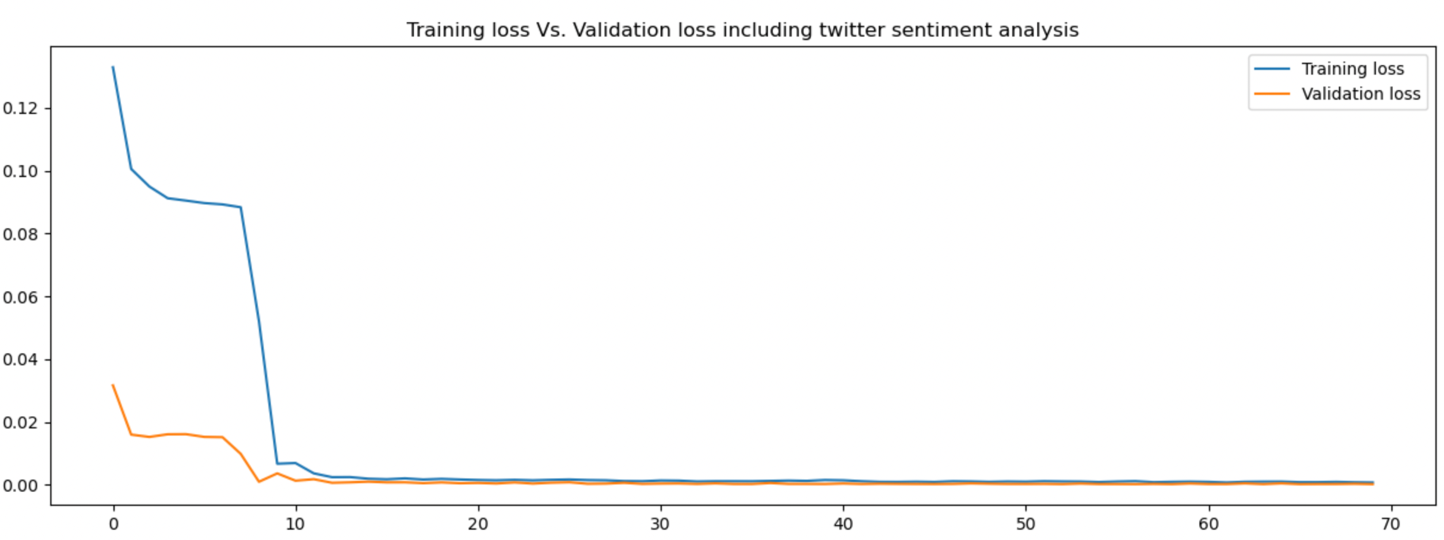 Training loss Vs. Validation loss including twitter sentiment analysis
Training loss
Validation loss
0.12
0.10
0.08
0.06
0.04
0.02
0.00
0 10 20 30 40 50 60 70